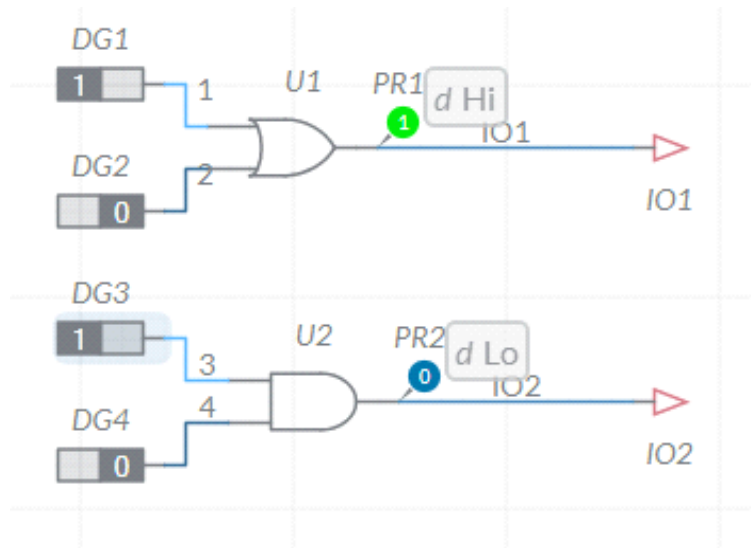 DG1
1
1
U1
PR1
d Hi
1
IO1
DG2
2
0
IO1
DG3
1
U2
PR2
d Lo
3
0
IO2
4
DG4
0
IO2